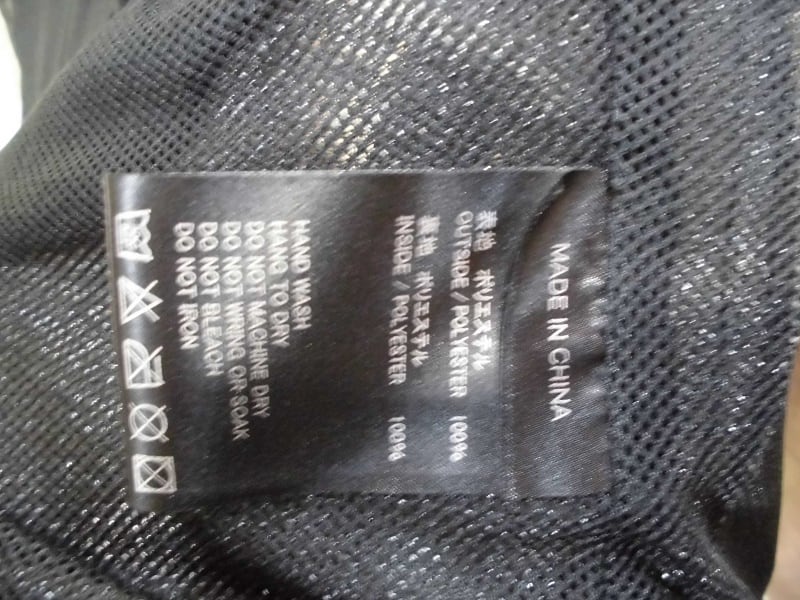 MADE IN CHINA
表地 ポリエステル
OUTSIDE / POLYESTER 100%
裏地 ポリエステル
INSIDE / POLYESTER 100%
HAND WASH
HANG TO DRY
DO NOT MACHINE DRY
DO NOT WRING OR SOAK
DO NOT BLEACH
DO NOT IRON